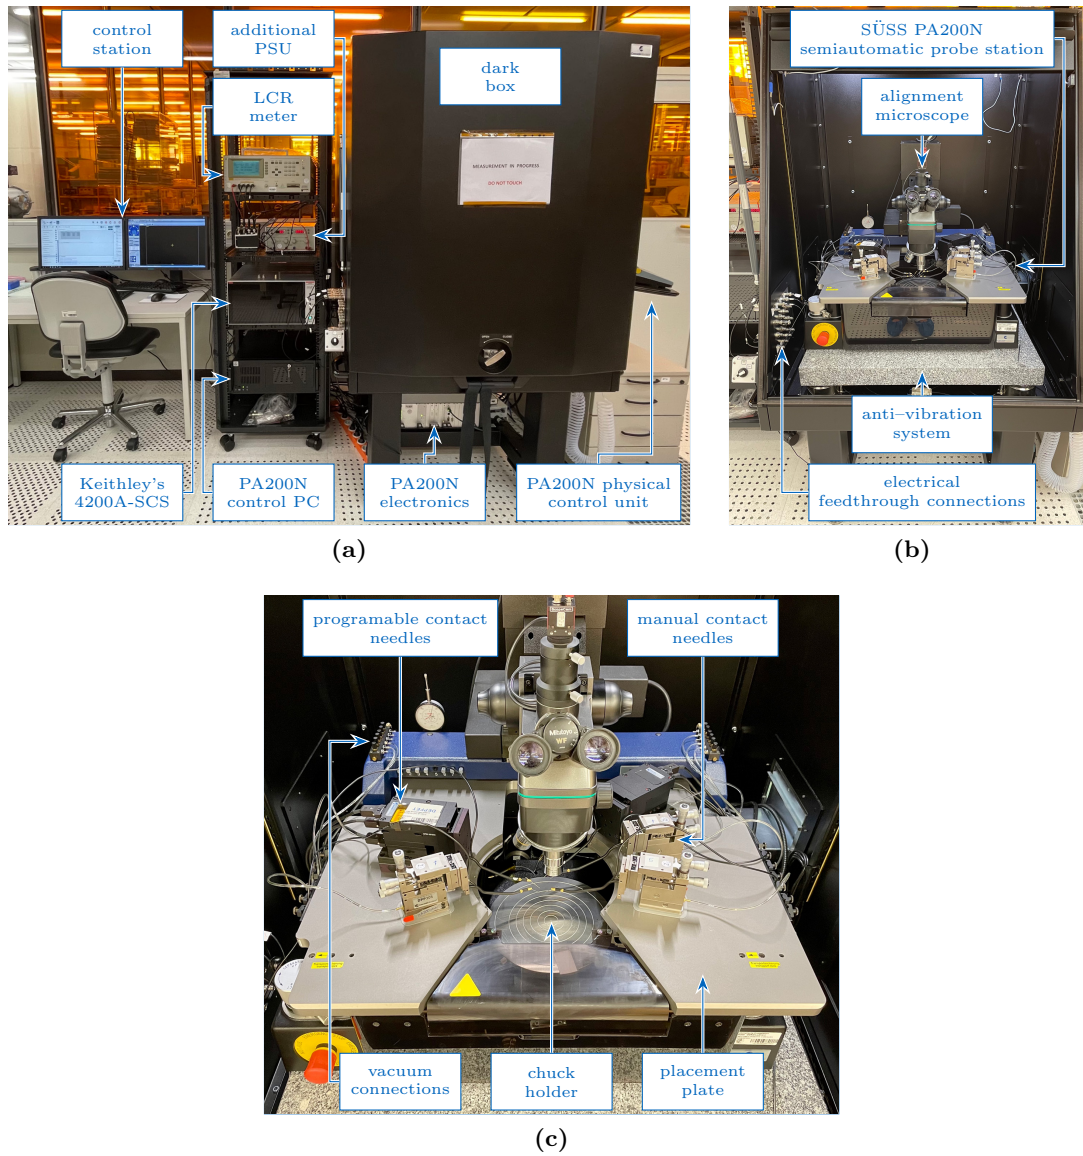 control
station
additional
PSU
LCR
meter
dark
box
MEASUREMENT IN PROGRESS
DO NOT TOUCH
Keithley's
4200A-SCS
PA200N
control PC
PA200N
electronics
PA200N physical
control unit
(a)
SÜSS PA200N
semiautomatic probe station
alignment
microscope
anti–vibration
system
electrical
feedthrough connections
(b)
programable contact
needles
manual contact
needles
Mitutoyo
WF
vacuum
connections
chuck
holder
placement
plate
(c)